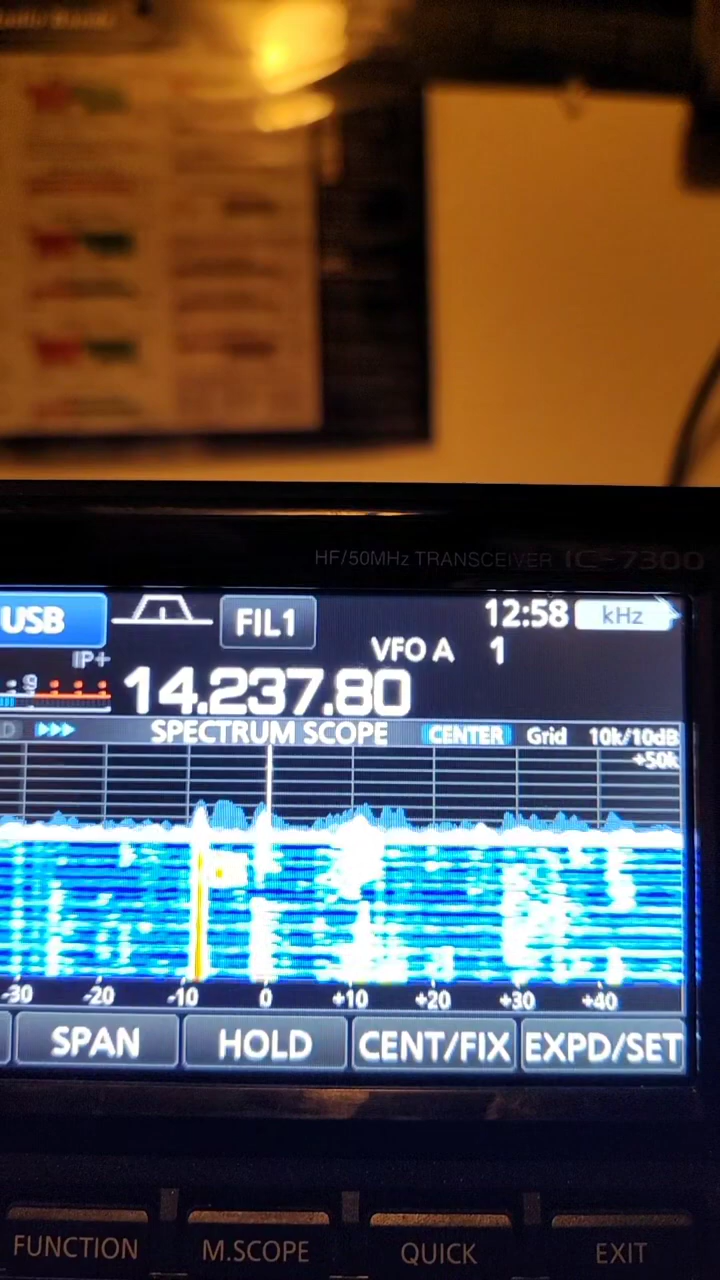 HF/50MHz TRANSCEIVER IC-7300
USB FIL1 12:58 kHz
VFO A 1
IP+
9 14.237.80
D SPECTRUM SCOPE CENTER Grid 10k/10dB
+50k
-30 -20 -10 0 +10 +20 +30 +40
SPAN HOLD CENT/FIX EXPD/SET
FUNCTION M.SCOPE QUICK EXIT